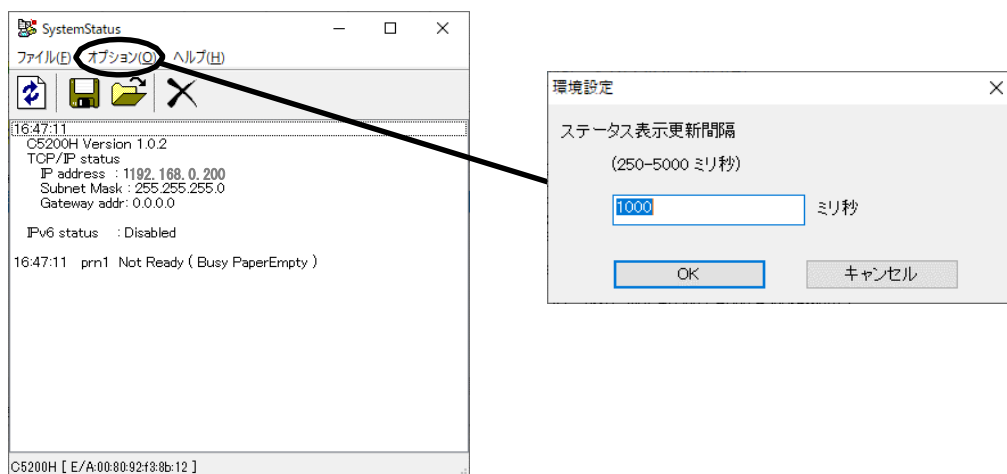 SystemStatus
ファイル(F) オプション(O) ヘルプ(H)
16:47:11
C5200H Version 1.0.2
TCP/IP status
IP address : 1192. 168. 0. 200
Subnet Mask : 255.255.255.0
Gateway addr: 0.0.0.0
IPv6 status : Disabled
16:47:11 prn1 Not Ready ( Busy PaperEmpty )
C5200H [ E/A:00:80:92:f3:8b:12 ]
環境設定
ステータス表示更新間隔
(250-5000 ミリ秒)
1000 ミリ秒
OK キャンセル